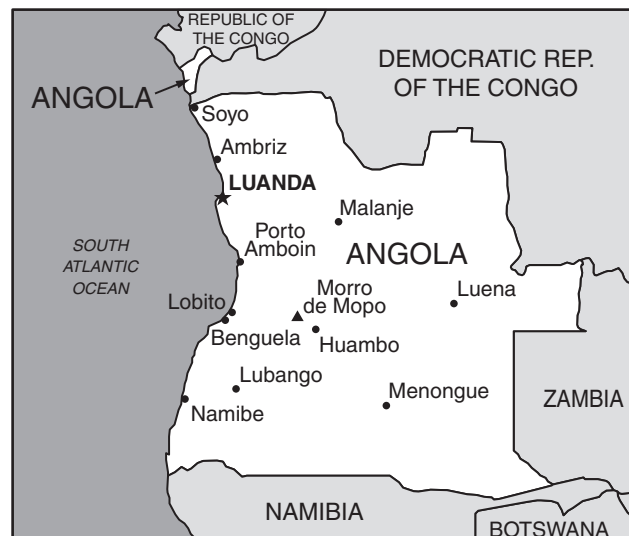 REPUBLIC OF
THE CONGO
DEMOCRATIC REP.
OF THE CONGO
ANGOLA
Soyo
Ambriz
LUANDA
Malanje
Porto
Amboin
ANGOLA
SOUTH
ATLANTIC
OCEAN
Morro
de Mopo
Luena
Lobito
Benguela
Huambo
Lubango
Menongue
Namibe
ZAMBIA
NAMIBIA
BOTSWANA